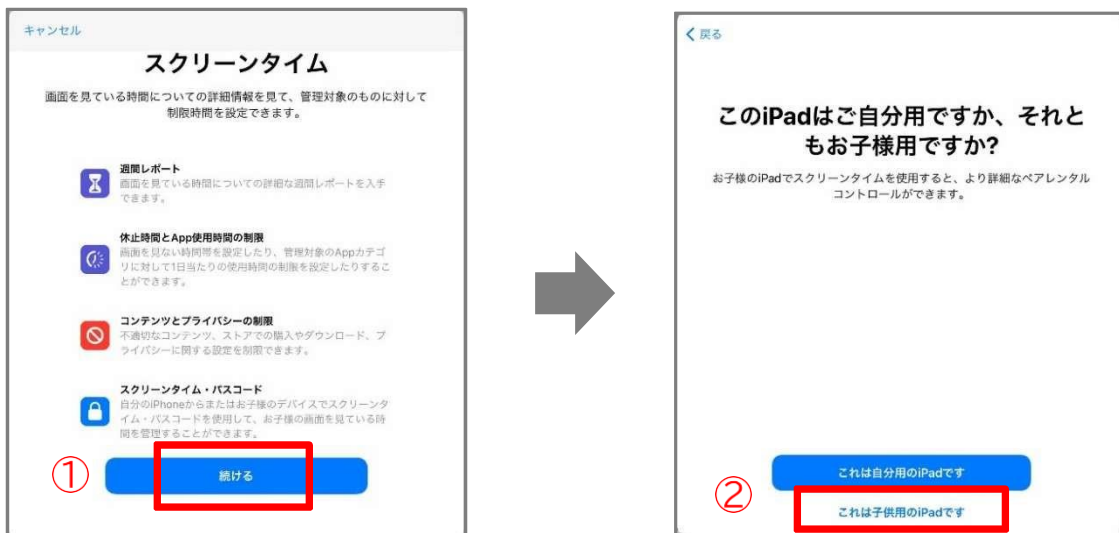 キャンセル
スクリーンタイム
画面を見ている時間についての詳細情報を見て、管理対象のものに対して
制限時間を設定できます。
週間レポート
画面を見ている時間についての詳細な週間レポートを入手
できます。
休止時間とApp使用時間の制限
画面を見ない時間帯を設定したり、管理対象のAppカテゴ
リに対して1日当たりの使用時間の制限を設定したりするこ
とができます。
コンテンツとプライバシーの制限
不適切なコンテンツ、ストアでの購入やダウンロード、プ
ライバシーに関する設定を制限できます。
スクリーンタイム・パスコード
自分のiPhoneからまたはお子様のデバイスでスクリーンタ
イム・パスコードを使用して、お子様の画面を見ている時
間を管理することができます。
①
続ける
戻る
このiPadはご自分用ですか、それと
もお子様用ですか?
お子様のiPadでスクリーンタイムを使用すると、より詳細なペアレンタル
コントロールができます。
これは自分用のiPadです
②
これは子供用のiPadです